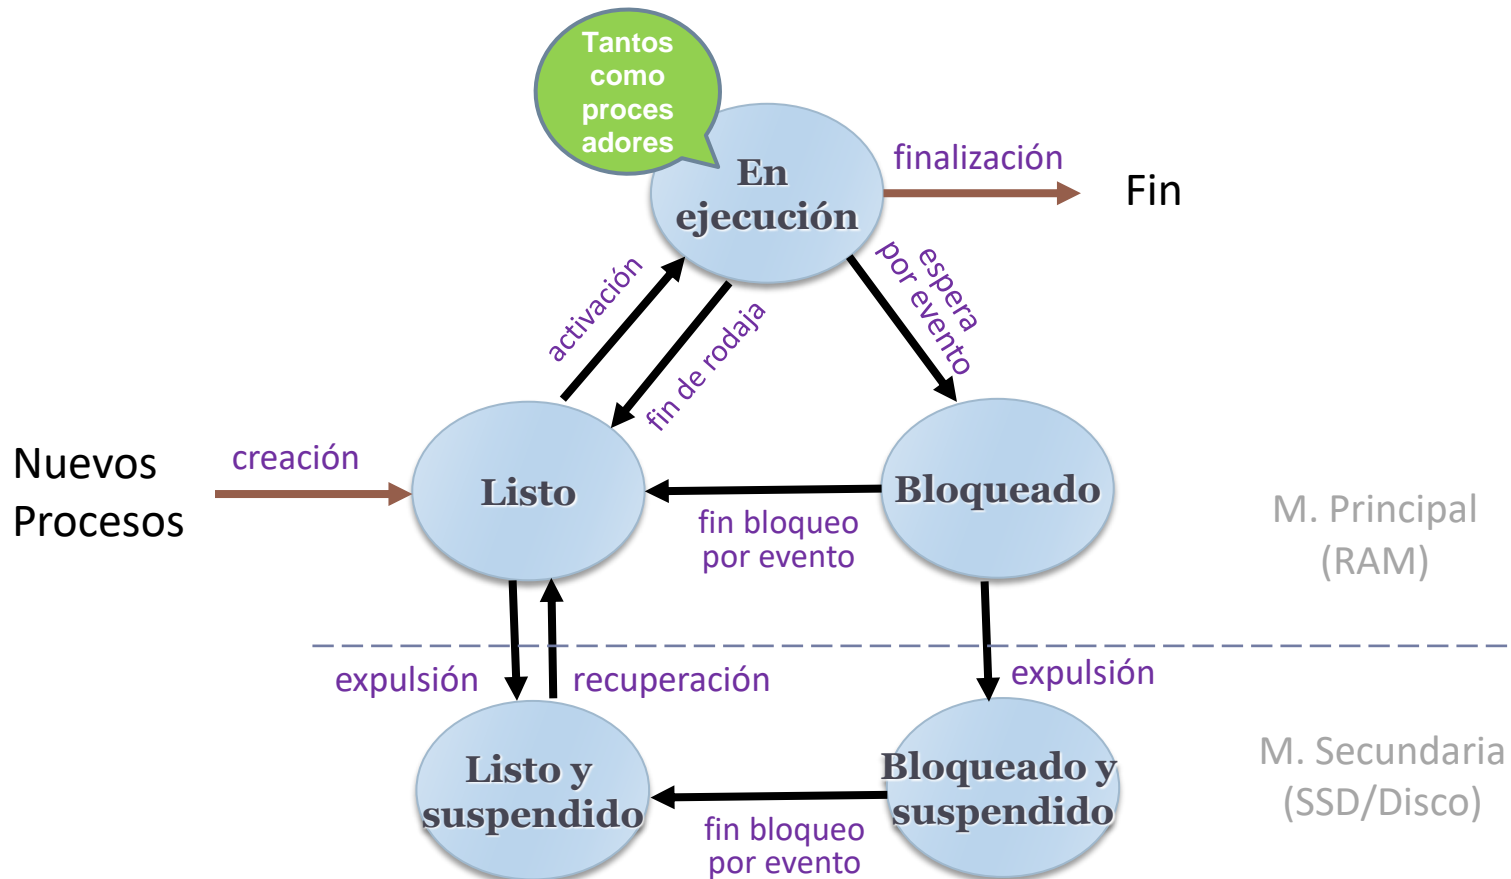 Tantos
como
proces
adores
En
ejecución
finalización
Fin
activación
fin de rodaja
espera
por evento
Nuevos
Procesos
creación
Listo
Bloqueado
fin bloqueo
por evento
M. Principal
(RAM)
expulsión
recuperación
expulsión
Listo y
suspendido
Bloqueado y
suspendido
fin bloqueo
por evento
M. Secundaria
(SSD/Disco)